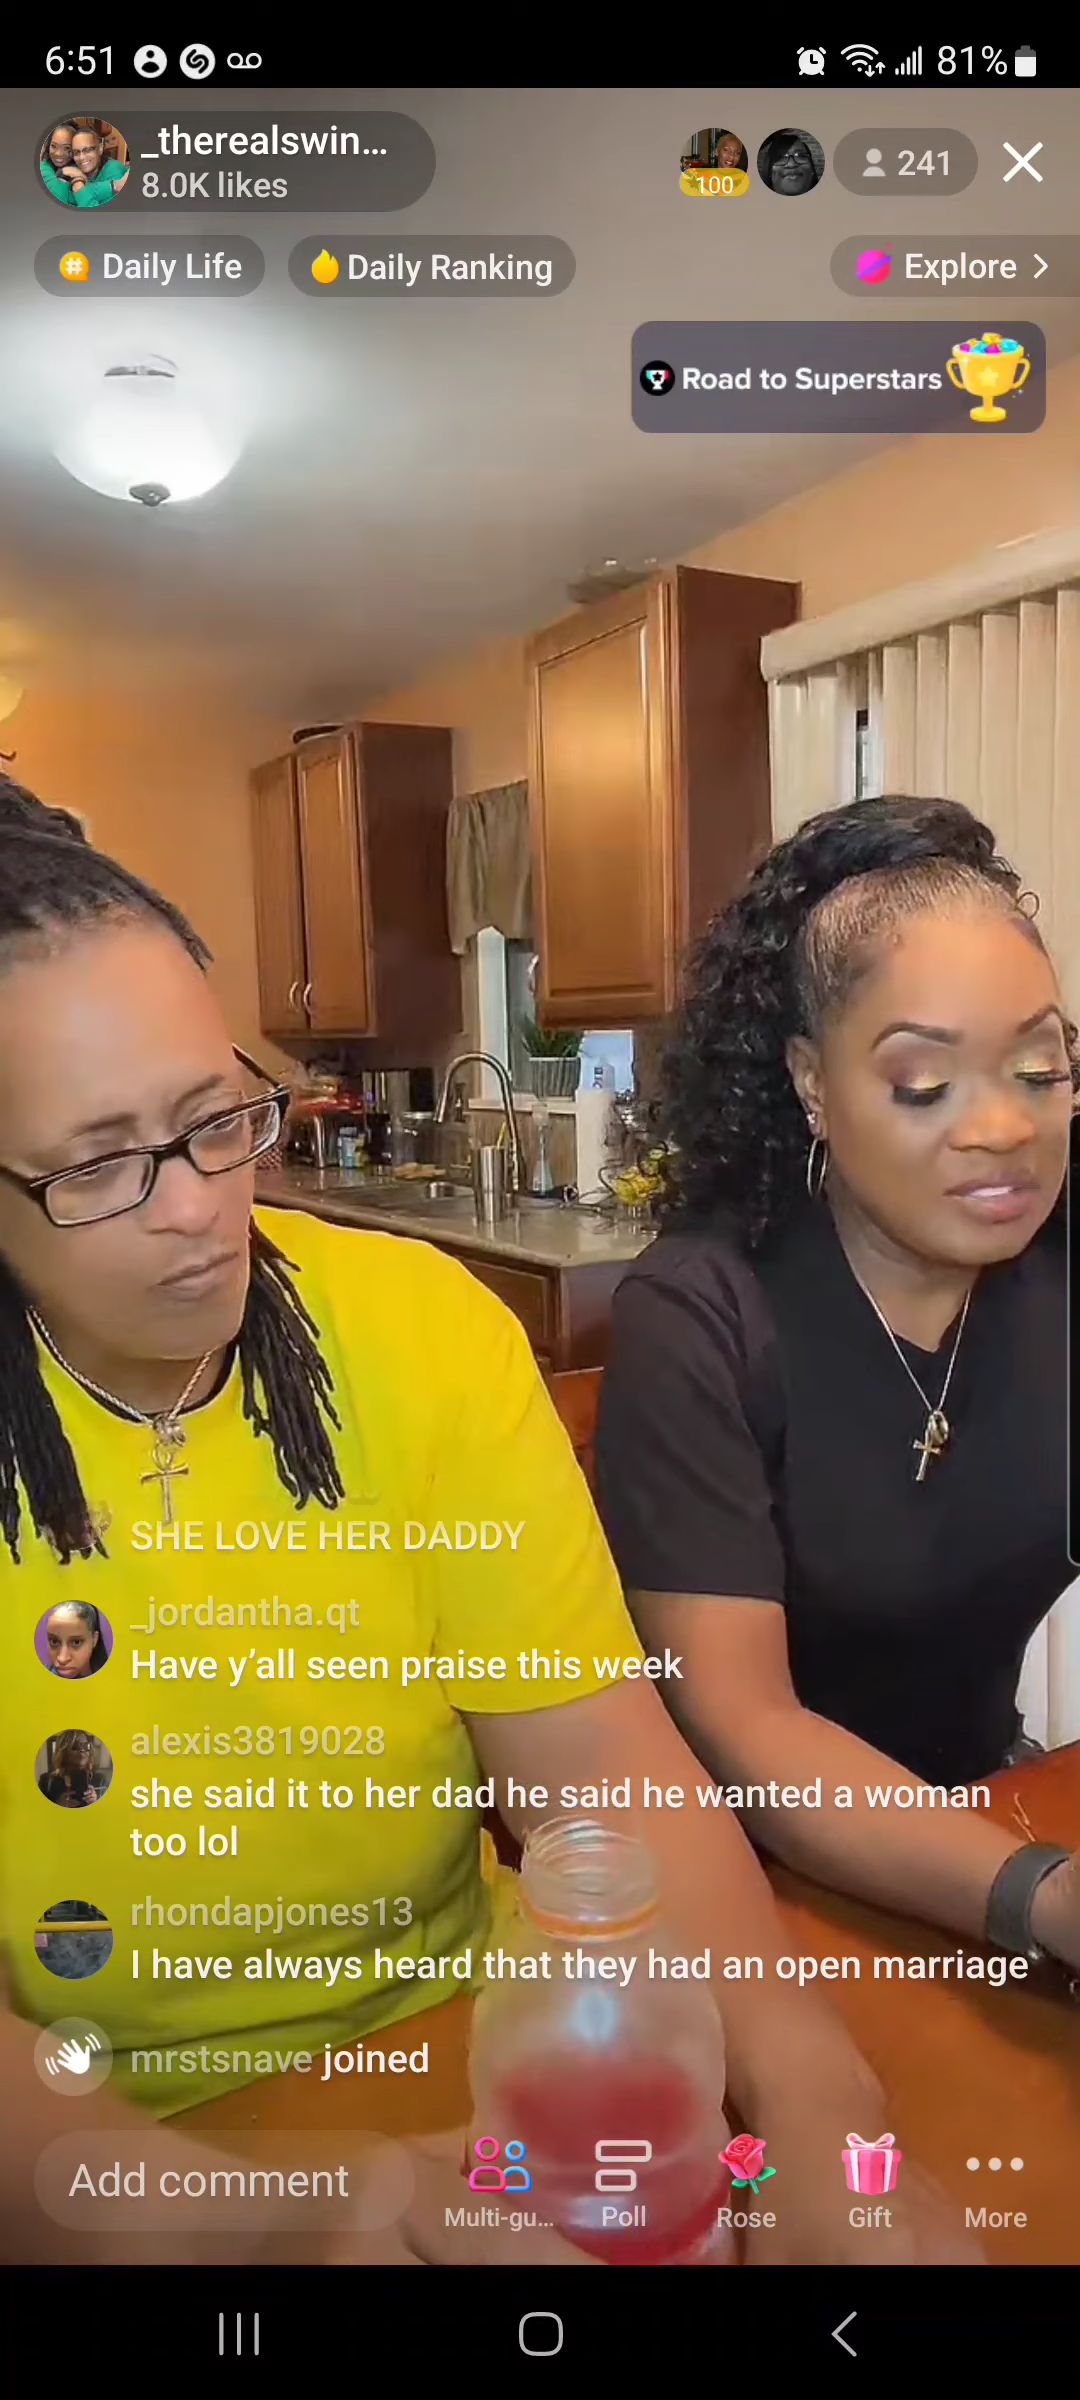 6:51
81%
_therealswin...
8.0K likes
100
241
Daily Life
Daily Ranking
Explore
Road to Superstars
SHE LOVE HER DADDY
_jordantha.qt
Have y’all seen praise this week
alexis3819028
she said it to her dad he said he wanted a woman
too lol
rhondapjones13
I have always heard that they had an open marriage
mrstsnave joined
Add comment
Multi-gu...
Poll
Rose
Gift
More